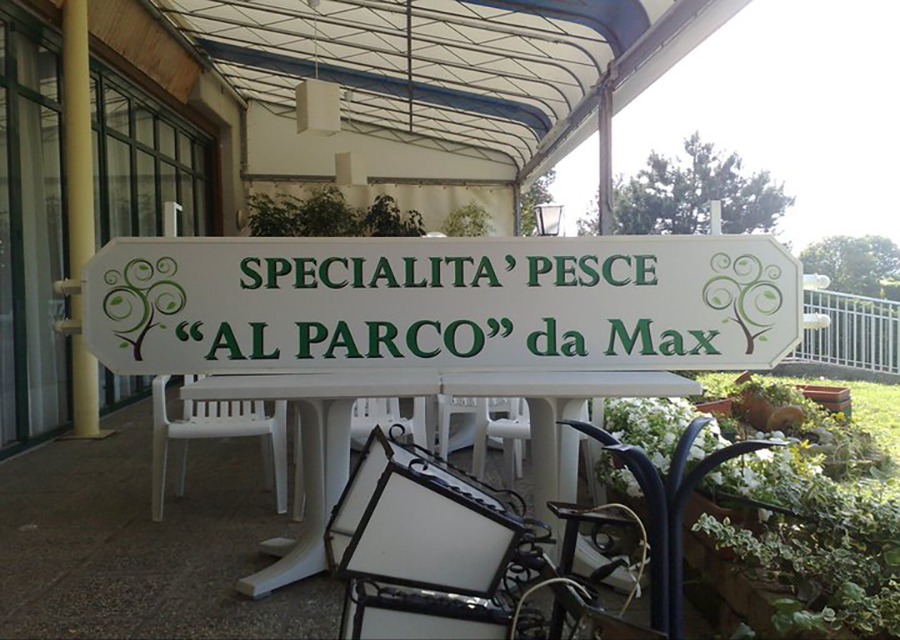 SPECIALITA' PESCE
“AL PARCO” da Max